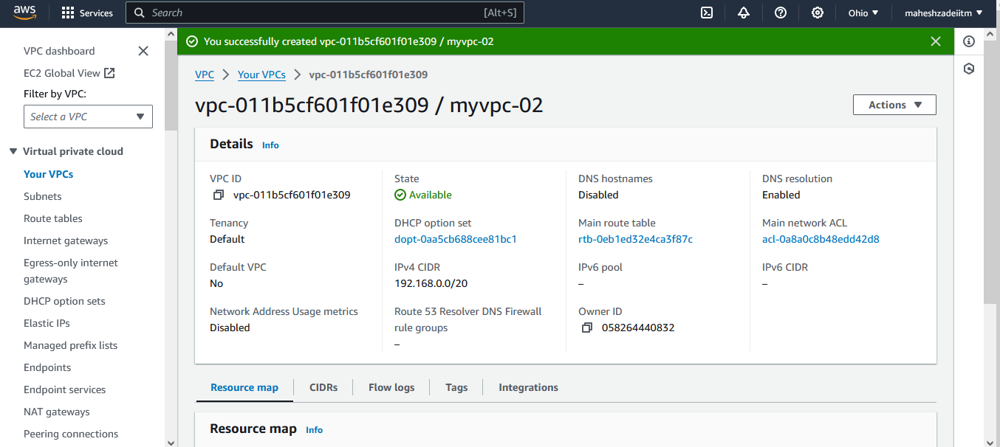 aws
Services
Search
[Alt+S]
Ohio
maheshzadeiitm
VPC dashboard
EC2 Global View
Filter by VPC:
Select a VPC
Virtual private cloud
Your VPCs
Subnets
Route tables
Internet gateways
Egress-only internet
gateways
DHCP option sets
Elastic IPs
Managed prefix lists
Endpoints
Endpoint services
NAT gateways
Peering connections
You successfully created vpc-011b5cf601f01e309 / myvpc-02
VPC
Your VPCs
vpc-011b5cf601f01e309
vpc-011b5cf601f01e309 / myvpc-02
Actions
Details Info
VPC ID
vpc-011b5cf601f01e309
State
Available
DNS hostnames
Disabled
DNS resolution
Enabled
Tenancy
Default
DHCP option set
dopt-0aa5cb688cee81bc1
Main route table
rtb-0eb1ed32e4ca3f87c
Main network ACL
acl-0a8a0c8b48edd42d8
Default VPC
No
IPv4 CIDR
192.168.0.0/20
IPv6 pool
–
IPv6 CIDR
–
Network Address Usage metrics
Disabled
Route 53 Resolver DNS Firewall
rule groups
–
Owner ID
058264440832
Resource map
CIDRs
Flow logs
Tags
Integrations
Resource map Info